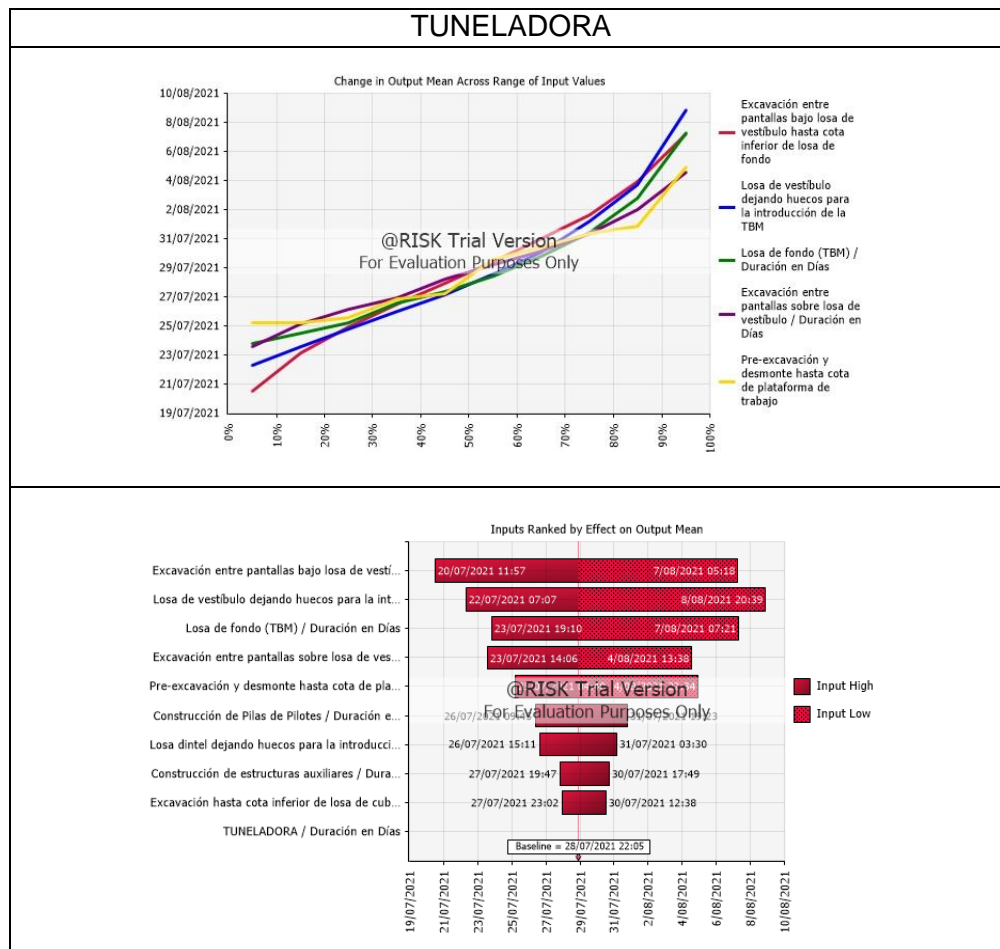 TUNELADORA
Change in Output Mean Across Range of Input Values
10/08/2021
8/08/2021
6/08/2021
4/08/2021
2/08/2021
31/07/2021
29/07/2021
27/07/2021
25/07/2021
23/07/2021
21/07/2021
19/07/2021
0%
10%
20%
30%
40%
50%
60%
70%
80%
90%
100%
@RISK Trial Version
For Evaluation Purposes Only
Excavación entre
pantallas bajo losa de
vestíbulo hasta cota
inferior de losa de
fondo
Losa de vestíbulo
dejando huecos para
la introducción de la
TBM
Losa de fondo (TBM) /
Duración en Días
Excavación entre
pantallas sobre losa de
vestíbulo / Duración en
Días
Pre-excavación y
desmonte hasta cota
de plataforma de
trabajo
Inputs Ranked by Effect on Output Mean
Excavación entre pantallas bajo losa de vestí...
20/07/2021 11:57
7/08/2021 05:18
Losa de vestíbulo dejando huecos para la int...
22/07/2021 07:07
8/08/2021 20:39
Losa de fondo (TBM) / Duración en Días
23/07/2021 19:10
7/08/2021 07:21
Excavación entre pantallas sobre losa de ves...
23/07/2021 14:06
4/08/2021 13:38
Pre-excavación y desmonte hasta cota de pla...
@RISK Trial Version
For Evaluation Purposes Only
Construcción de Pilas de Pilotes / Duración e...
Losa dintel dejando huecos para la introducci...
26/07/2021 15:11
31/07/2021 03:30
Construcción de estructuras auxiliares / Dura...
27/07/2021 19:47
30/07/2021 17:49
Excavación hasta cota inferior de losa de cub...
27/07/2021 23:02
30/07/2021 12:38
TUNELADORA / Duración en Días
Baseline = 28/07/2021 22:05
Input High
Input Low
19/07/2021
21/07/2021
23/07/2021
25/07/2021
27/07/2021
29/07/2021
31/07/2021
2/08/2021
4/08/2021
6/08/2021
8/08/2021
10/08/2021